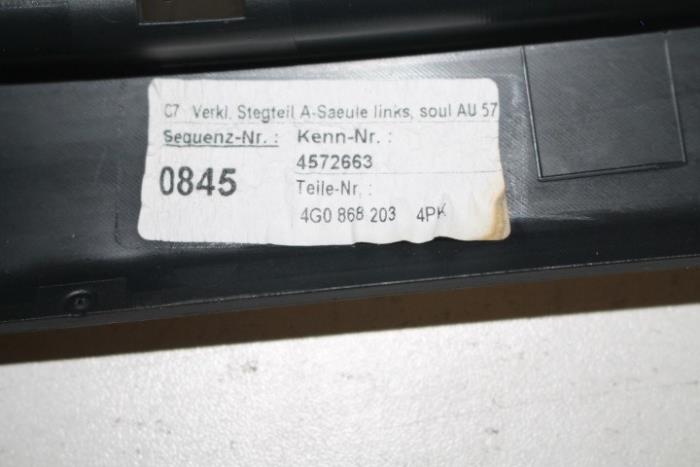 C7 Verkl. Stegteil A-Saeule links, soul AU 57
Sequenz-Nr. : Kenn-Nr. :
0845 4572663
Teile-Nr. :
4G0 868 203 4PK